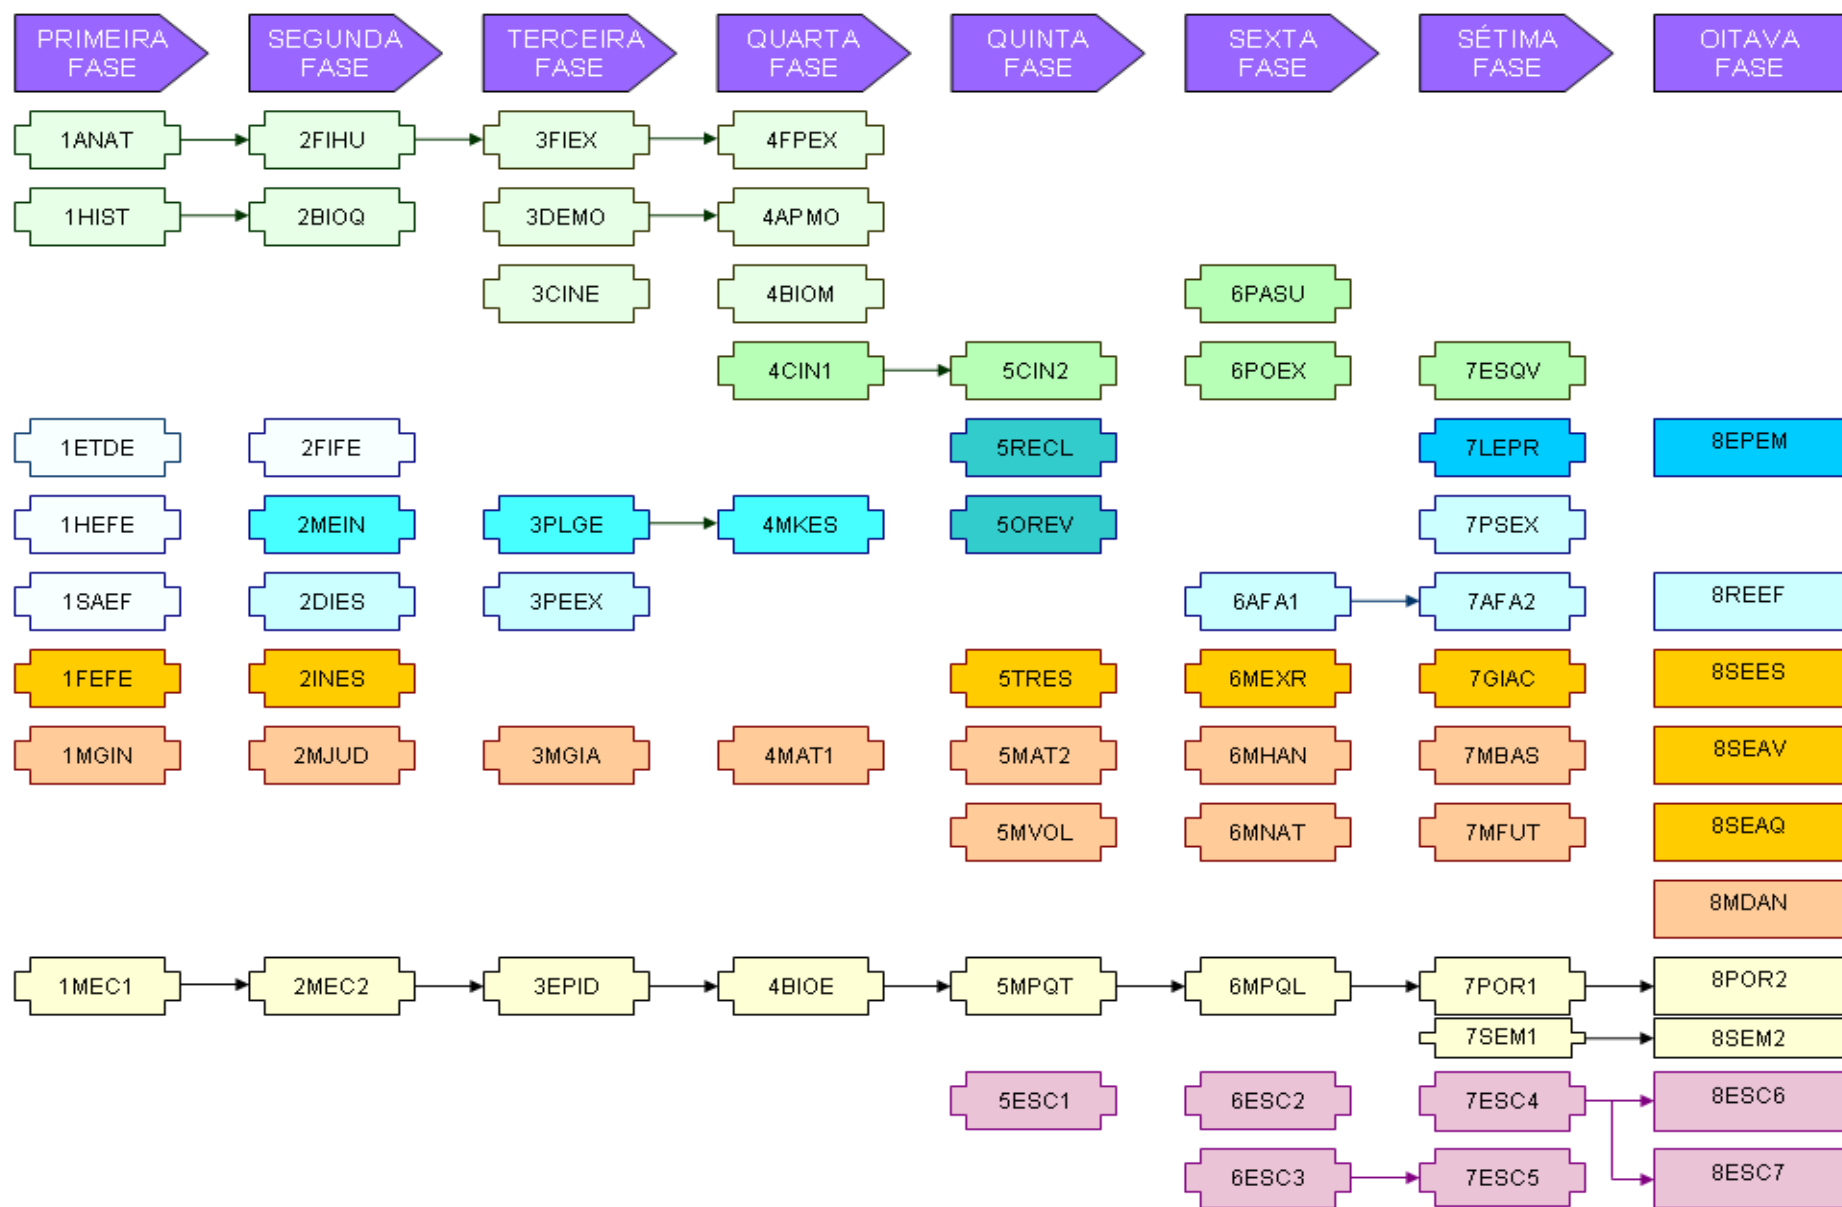 PRIMEIRA
FASE
SEGUNDA
FASE
TERCEIRA
FASE
QUARTA
FASE
QUINTA
FASE
SEXTA
FASE
SÉTIMA
FASE
OITAVA
FASE
1ANAT
2FIHU
3FIEX
4FPEX
1HIST
2BIOQ
3DEMO
4APMO
3CINE
4BIOM
6PASU
4CIN1
5CIN2
6POEX
7ESQV
1ETDE
2FIFE
5RECL
7LEPR
8EPEM
1HEFE
2MEIN
3PLGE
4MKES
5OREV
7PSEX
1SAEF
2DIES
3PEEX
6AFA1
7AFA2
8REEF
1FEFE
2INES
5TRES
6MEXR
7GIAC
8SEES
1MGIN
2MJUD
3MGIA
4MAT1
5MAT2
6MHAN
7MBAS
8SEAV
5MVOL
6MNAT
7MFUT
8SEAQ
8MDAN
1MEC1
2MEC2
3EPID
4BIOE
5MPQT
6MPQL
7POR1
8POR2
7SEM1
8SEM2
5ESC1
6ESC2
7ESC4
8ESC6
6ESC3
7ESC5
8ESC7